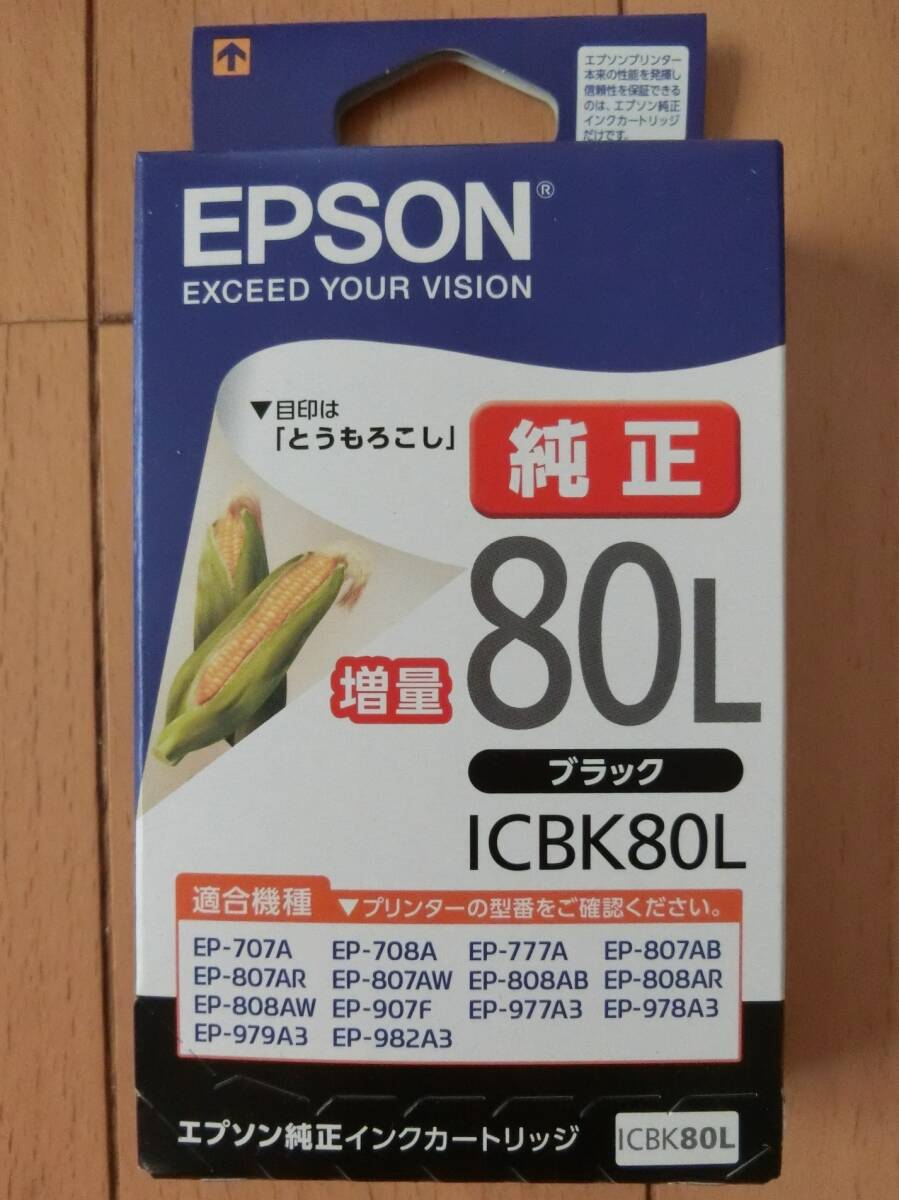 エプソンプリンター
本来の性能を発揮し
信頼性を保証できる
のは、エプソン純正
インクカートリッジ
だけです。
EPSON®
EXCEED YOUR VISION
▼目印は
「とうもろこし」
純正
増量
80L
ブラック
ICBK80L
適合機種 ▼プリンターの型番をご確認ください。
EP-707A EP-708A EP-777A EP-807AB
EP-807AR EP-807AW EP-808AB EP-808AR
EP-808AW EP-907F EP-977A3 EP-978A3
EP-979A3 EP-982A3
エプソン純正インクカートリッジ ICBK80L